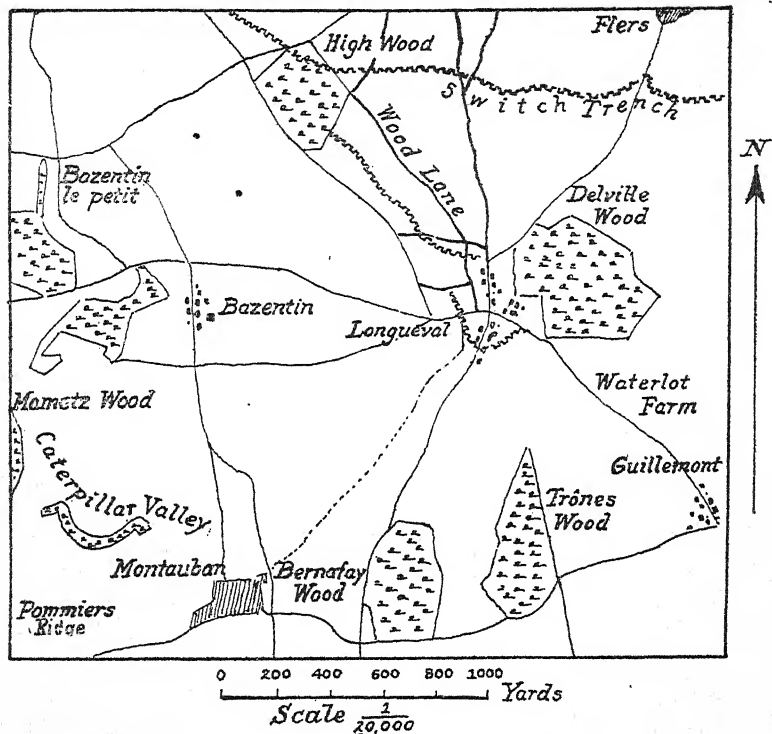 Flers
High Wood
Switch Trench
N
Wood Lane
Bazentin
le petit
Delville
Wood
Bazentin
Longueval
Waterlot
Farm
Mametz Wood
Guillemont
Caterpillar Valley
Trônes
Wood
Montauban
Bernafay
Wood
Pommiers
Ridge
0 200 400 600 800 1000
Yards
Scale 1/20,000